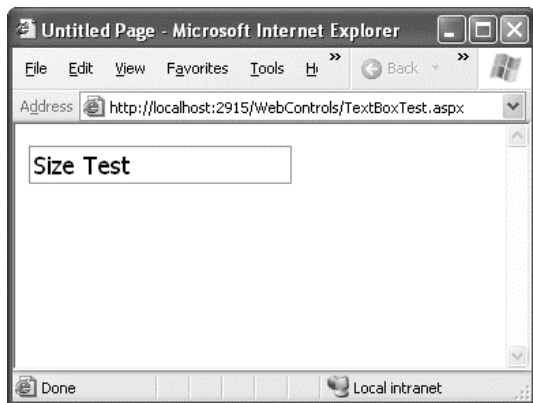 Untitled Page - Microsoft Internet Explorer
File Edit View Favorites Tools » Back »
Address http://localhost:2915/WebControls/TextBoxTest.aspx
Size Test
Done Local intranet